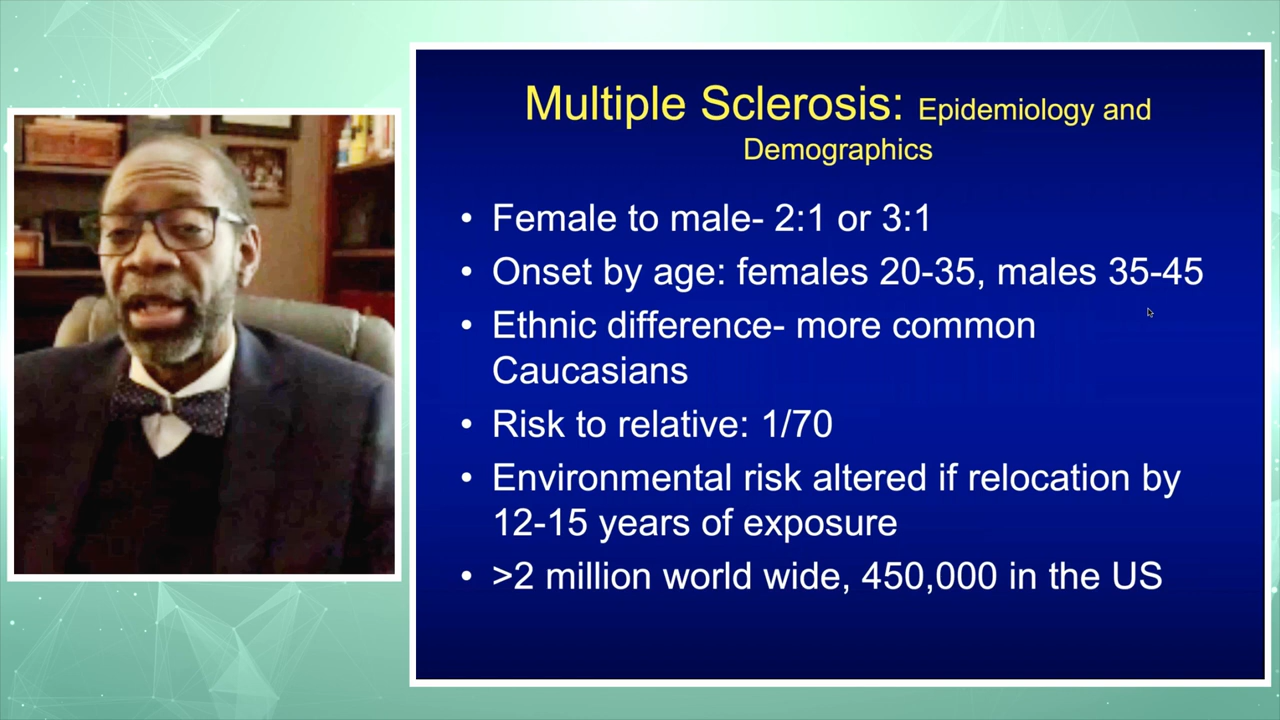 Multiple Sclerosis: Epidemiology and
Demographics
• Female to male- 2:1 or 3:1
• Onset by age: females 20-35, males 35-45
• Ethnic difference- more common
Caucasians
• Risk to relative: 1/70
• Environmental risk altered if relocation by
12-15 years of exposure
• >2 million world wide, 450,000 in the US